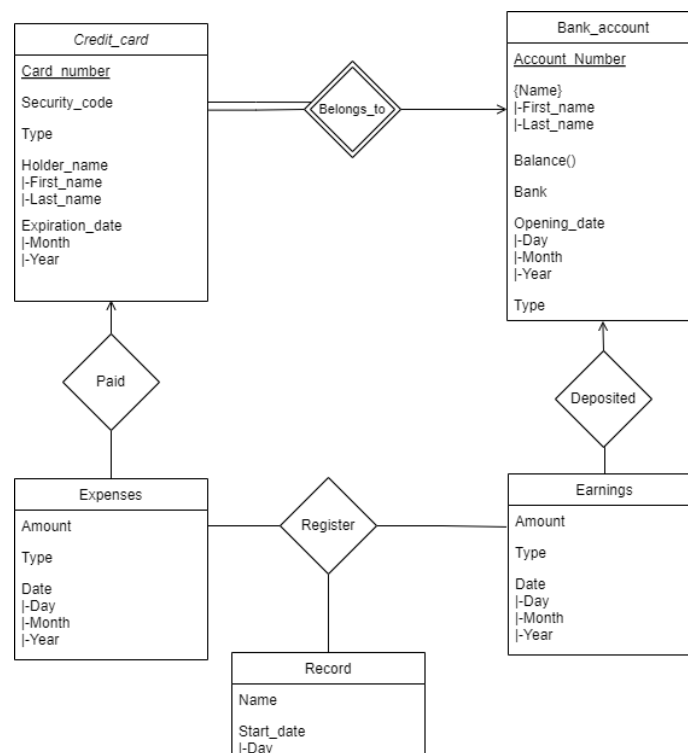 Credit_card
Card_number
Security_code
Type
Holder_name
|-First_name
|-Last_name
Expiration_date
|-Month
|-Year
Belongs_to
Bank_account
Account_Number
{Name}
|-First_name
|-Last_name
Balance()
Bank
Opening_date
|-Day
|-Month
|-Year
Type
Paid
Deposited
Expenses
Amount
Type
Date
|-Day
|-Month
|-Year
Register
Earnings
Amount
Type
Date
|-Day
|-Month
|-Year
Record
Name
Start_date
|-Day